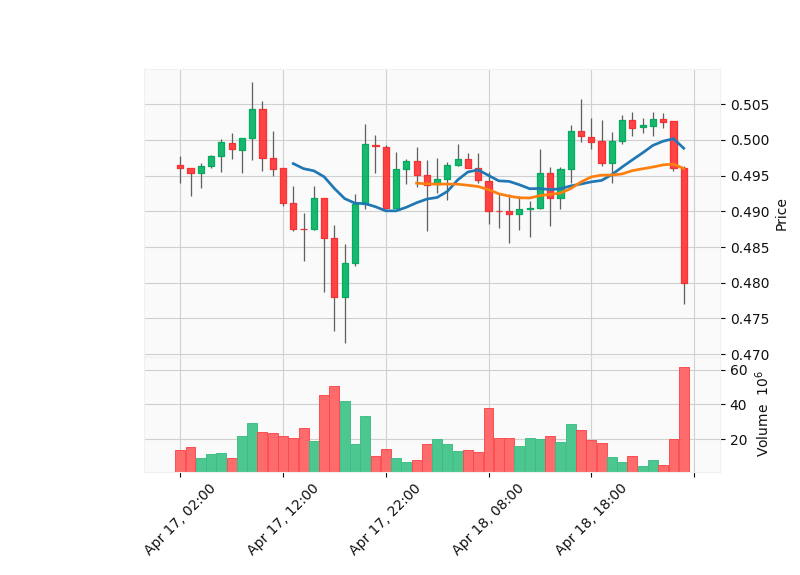 0.505
0.500
0.495
0.490
0.485
0.480
0.475
0.470
Price
60
40
20
Volume 10⁶
Apr 17, 02:00
Apr 17, 12:00
Apr 17, 22:00
Apr 18, 08:00
Apr 18, 18:00